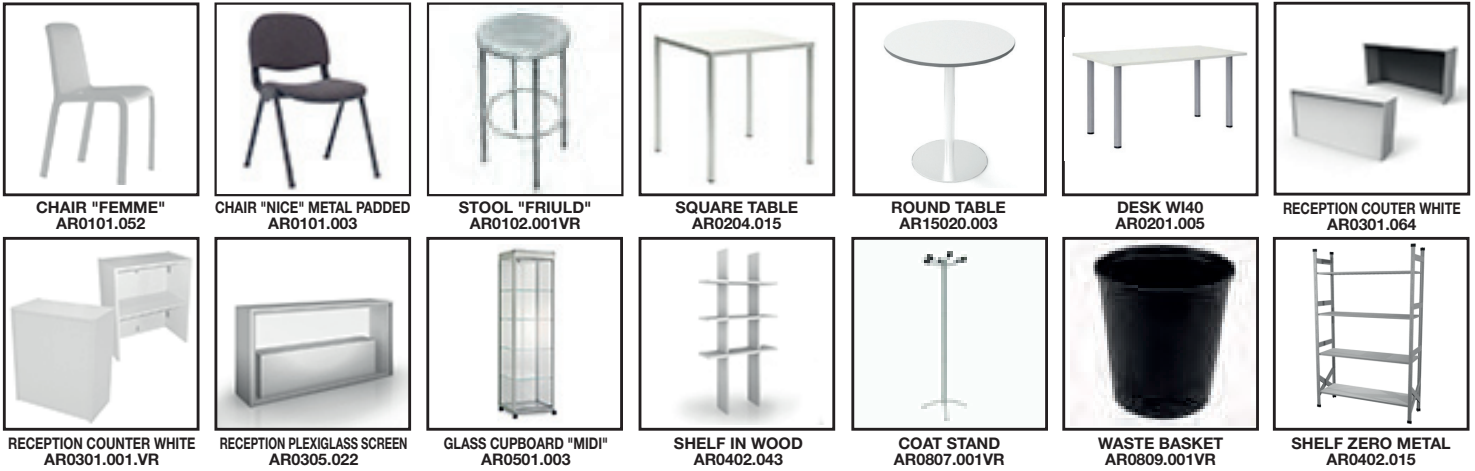 CHAIR "FEMME"
AR0101.052
CHAIR "NICE" METAL PADDED
AR0101.003
STOOL "FRIULD"
AR0102.001VR
SQUARE TABLE
AR0204.015
ROUND TABLE
AR15020.003
DESK WI40
AR0201.005
RECEPTION COUTER WHITE
AR0301.064
RECEPTION COUNTER WHITE
AR0301.001.VR
RECEPTION PLEXIGLASS SCREEN
AR0305.022
GLASS CUPBOARD "MIDI"
AR0501.003
SHELF IN WOOD
AR0402.043
COAT STAND
AR0807.001VR
WASTE BASKET
AR0809.001VR
SHELF ZERO METAL
AR0402.015